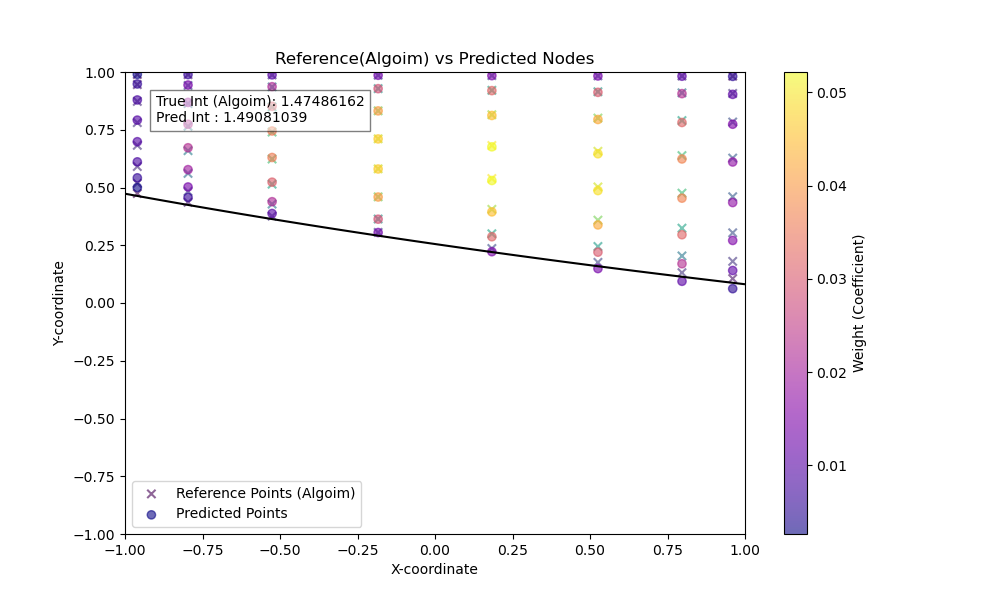 Reference(Algoim) vs Predicted Nodes
True Int (Algoim): 1.47486162
Pred Int : 1.49081039
1.00
0.75
0.50
0.25
0.00
−0.25
−0.50
−0.75
−1.00
Y-coordinate
Reference Points (Algoim)
Predicted Points
−1.00 −0.75 −0.50 −0.25 0.00 0.25 0.50 0.75 1.00
X-coordinate
0.05
0.04
0.03
0.02
0.01
Weight (Coefficient)